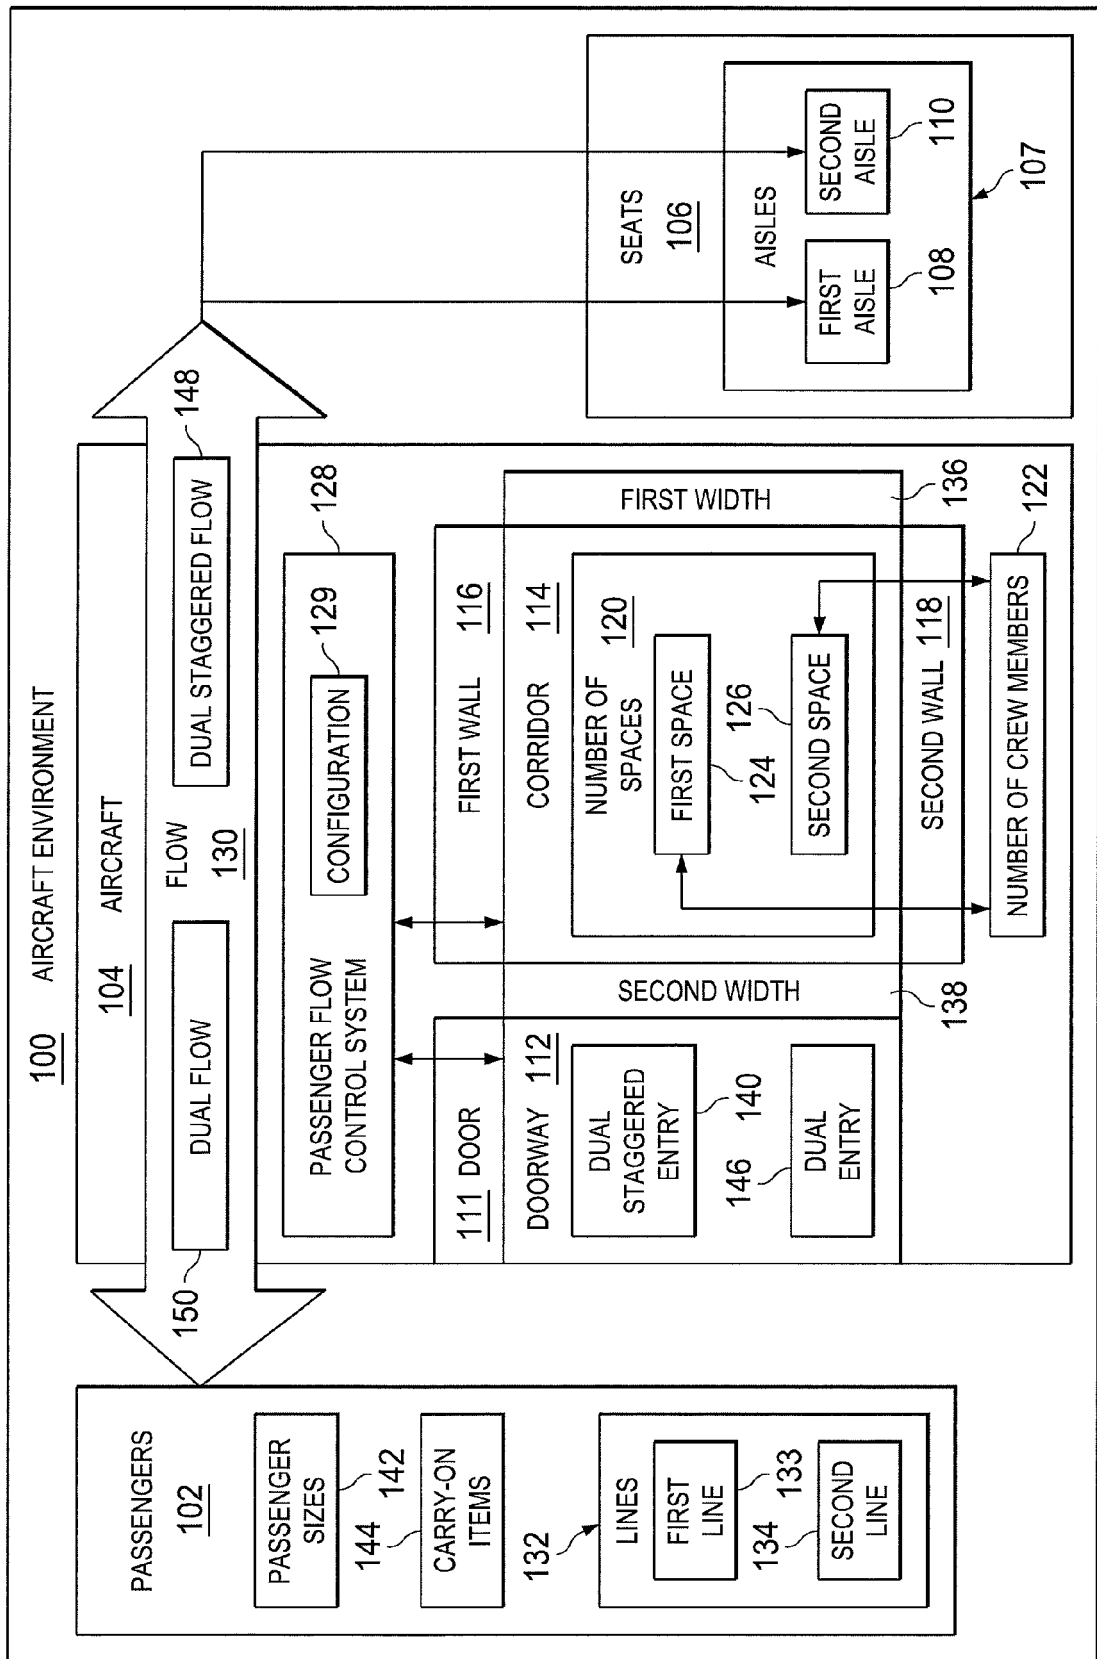 AIRCRAFT ENVIRONMENT
100
PASSENGERS
102
PASSENGER
SIZES
142
144
CARRY-ON
ITEMS
132
LINES
FIRST
LINE
133
134
SECOND
LINE
AIRCRAFT
104
DUAL FLOW
150
FLOW
130
DUAL STAGGERED FLOW
148
PASSENGER FLOW
CONTROL SYSTEM
CONFIGURATION
129
128
111 DOOR
DOORWAY 112
DUAL
STAGGERED
ENTRY
140
146
DUAL
ENTRY
SECOND WIDTH
138
FIRST WALL 116
CORRIDOR 114
NUMBER OF
SPACES
120
FIRST SPACE
124
126
SECOND SPACE
SECOND WALL 118
FIRST WIDTH
136
NUMBER OF CREW MEMBERS
122
SEATS
106
AISLES
FIRST
AISLE
108
SECOND
AISLE
110
107